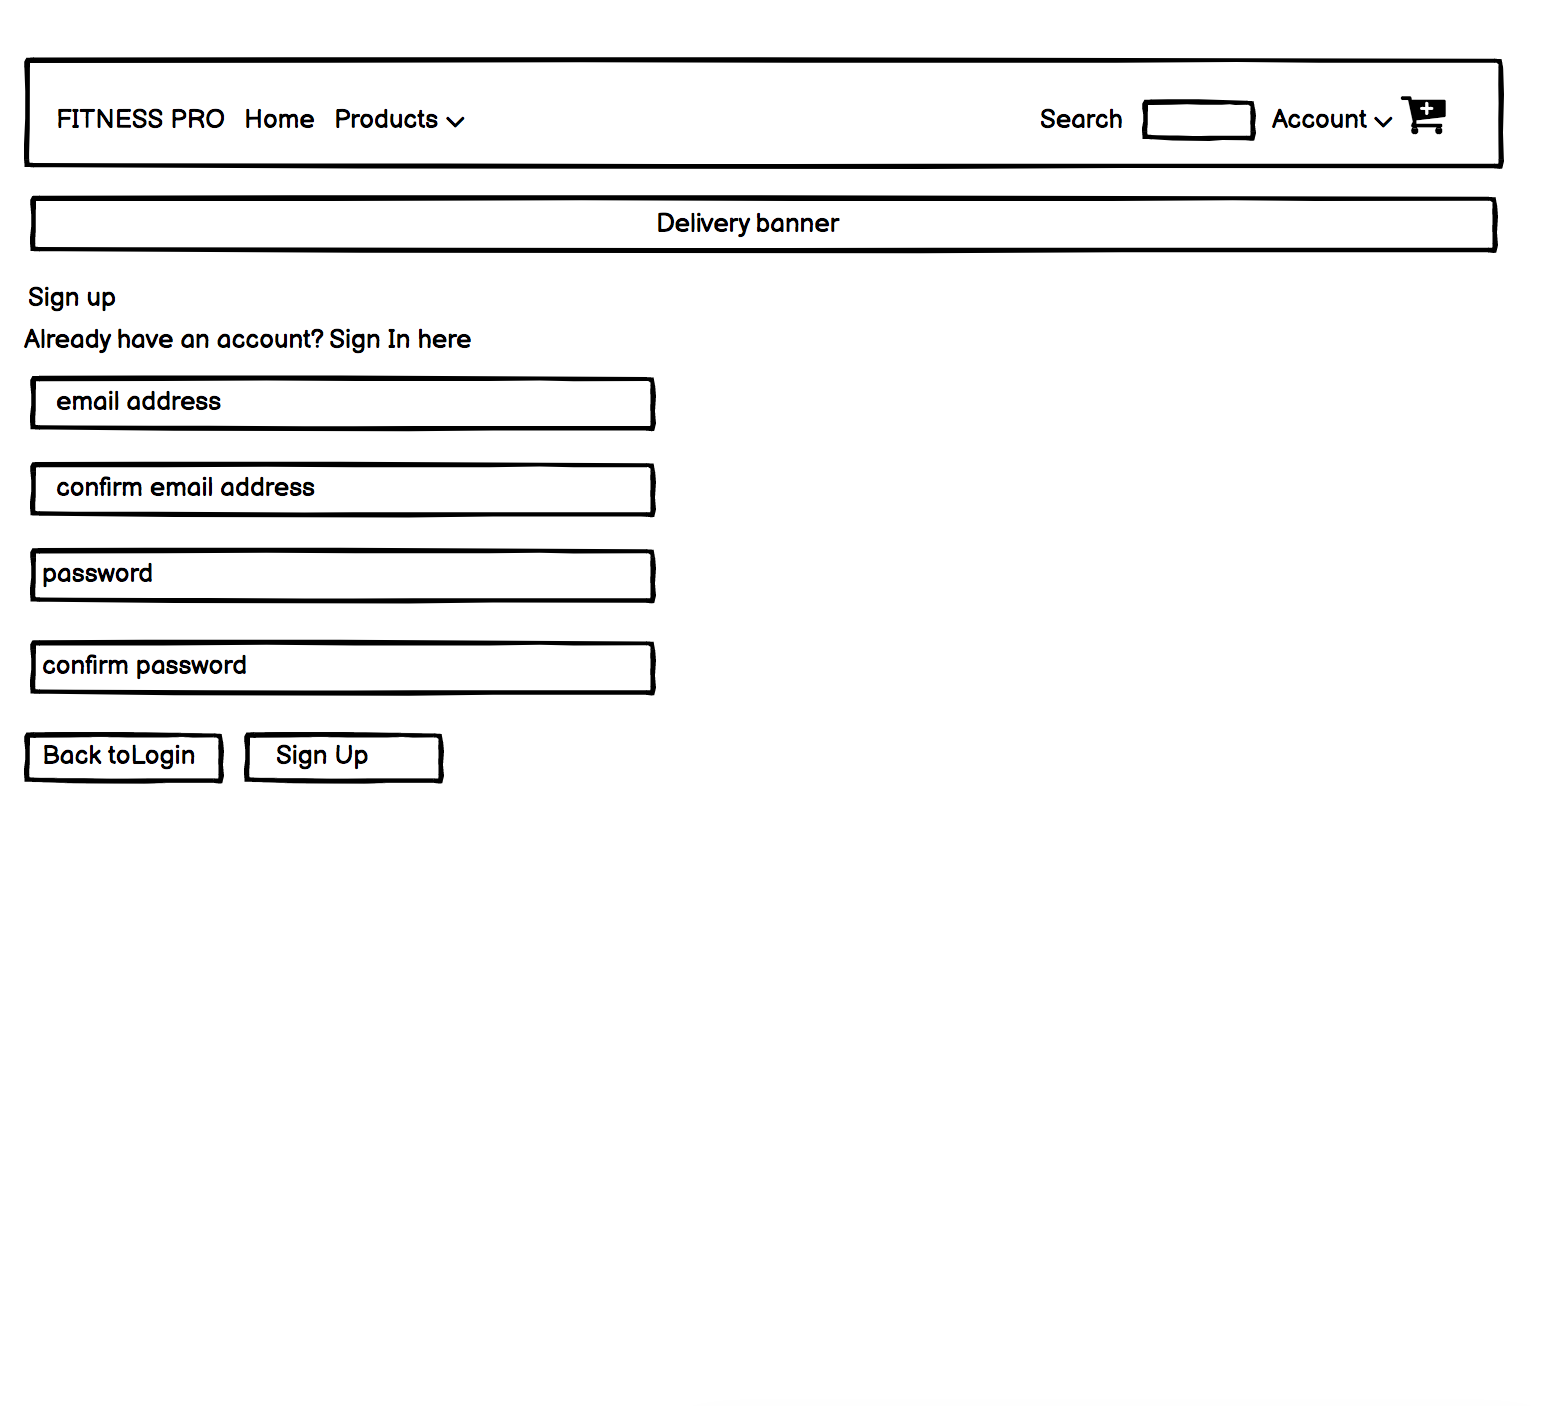 FITNESS PRO Home Products Search Account
Delivery banner
Sign up
Already have an account? Sign In here
email address
confirm email address
password
confirm password
Back toLogin Sign Up